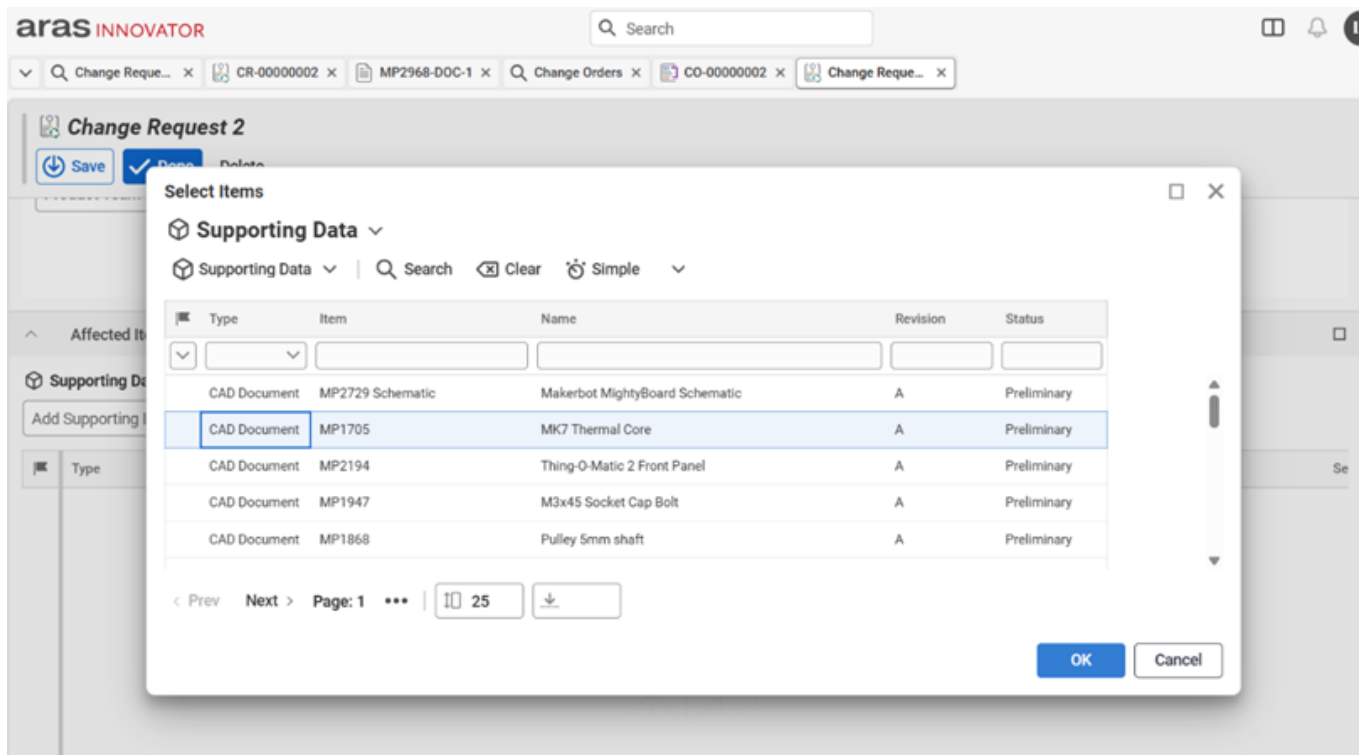 aras INNOVATOR
Search
Change Reque... CR-00000002 MP2968-DOC-1 Change Orders CO-00000002 Change Reque...
Change Request 2
Save Done Delete
Select Items
Supporting Data
Supporting Data Search Clear Simple
Type Item Name Revision Status
CAD Document MP2729 Schematic Makerbot MightyBoard Schematic A Preliminary
CAD Document MP1705 MK7 Thermal Core A Preliminary
CAD Document MP2194 Thing-O-Matic 2 Front Panel A Preliminary
CAD Document MP1947 M3x45 Socket Cap Bolt A Preliminary
CAD Document MP1868 Pulley 5mm shaft A Preliminary
< Prev Next > Page: 1 ••• 25
OK Cancel
Affected It
Supporting Da
Add Supporting
Type
Se